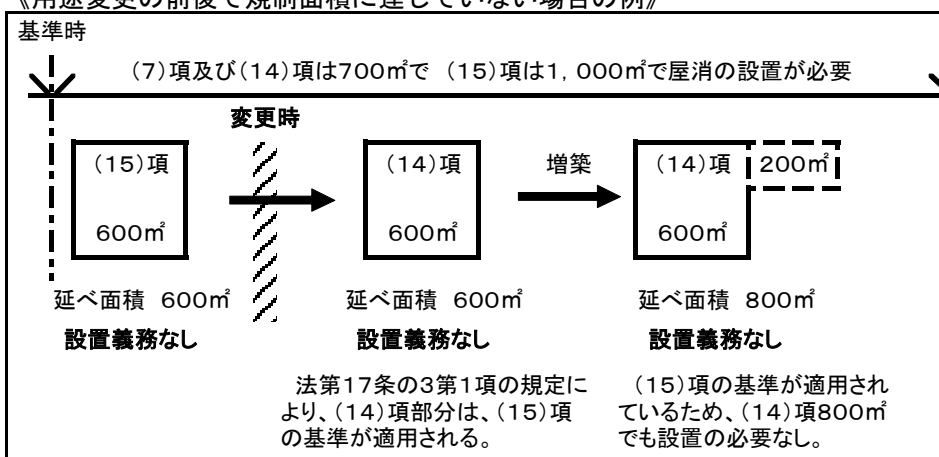 《用途変更の前後で規制面積に達していない場合の例》
基準時
(7)項及び(14)項は700㎡で (15)項は1,000㎡で屋消の設置が必要
変更時
(15)項
600㎡
延べ面積 600㎡
設置義務なし
(14)項
600㎡
延べ面積 600㎡
設置義務なし
法第17条の3第1項の規定に
より、(14)項部分は、(15)項
の基準が適用される。
増築
(14)項
200㎡
600㎡
延べ面積 800㎡
設置義務なし
(15)項の基準が適用され
ているため、(14)項800㎡
でも設置の必要なし。